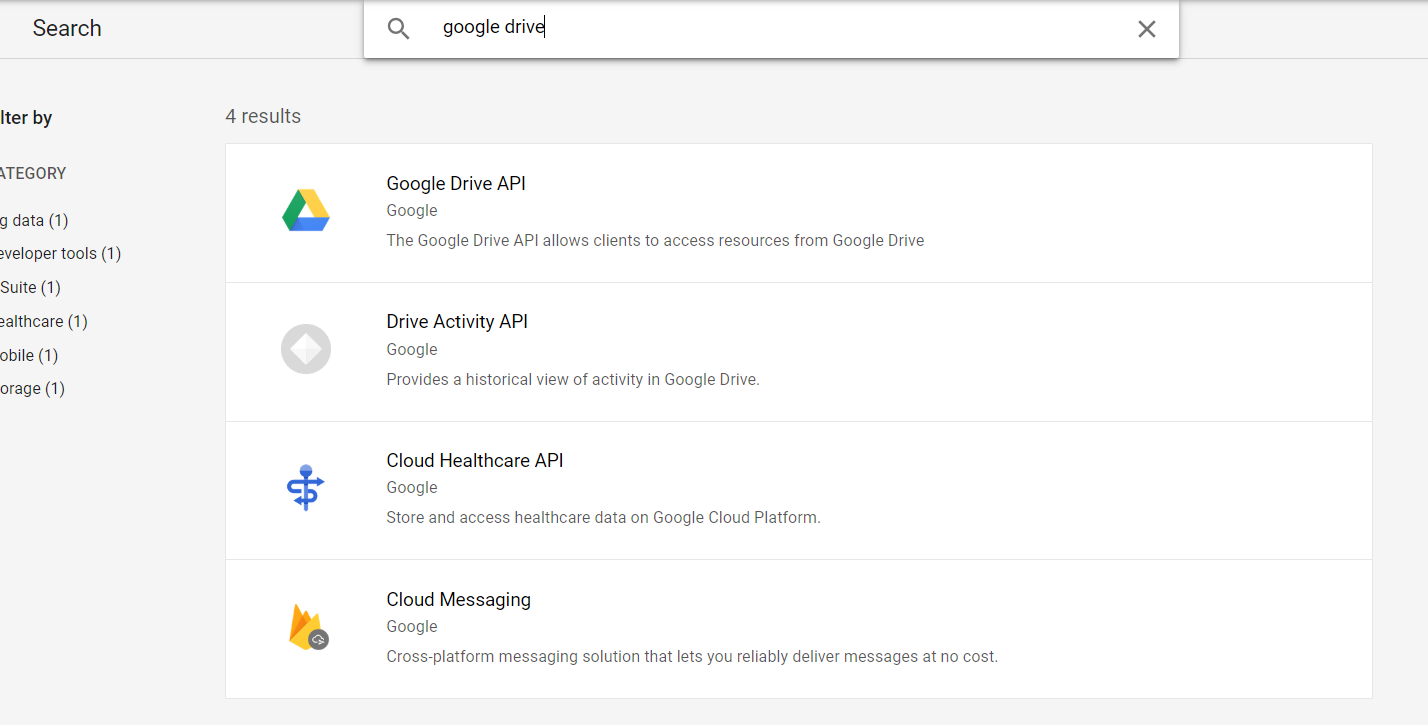 Search
google drive
lter by
4 results
ATEGORY
g data (1)
eveloper tools (1)
Suite (1)
ealthcare (1)
obile (1)
orage (1)
Google Drive API
Google
The Google Drive API allows clients to access resources from Google Drive
Drive Activity API
Google
Provides a historical view of activity in Google Drive.
Cloud Healthcare API
Google
Store and access healthcare data on Google Cloud Platform.
Cloud Messaging
Google
Cross-platform messaging solution that lets you reliably deliver messages at no cost.